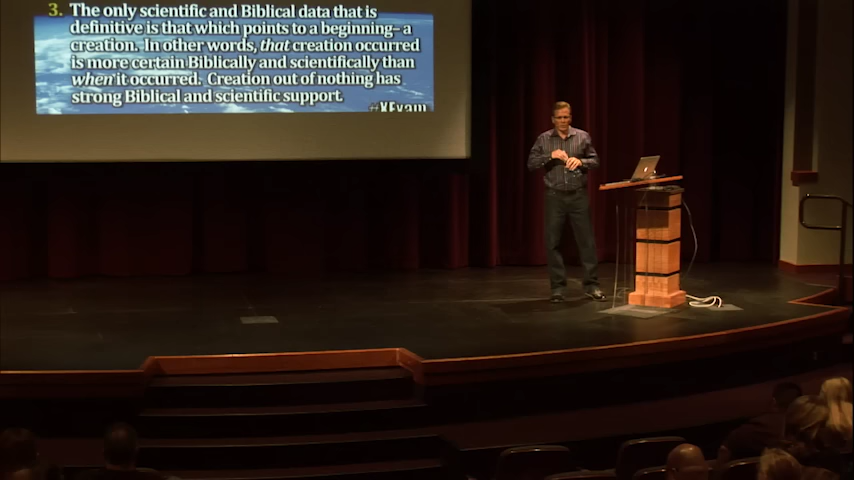 3. The only scientific and Biblical data that is
definitive is that which points to a beginning– a
creation. In other words, that creation occurred
is more certain Biblically and scientifically than
when it occurred. Creation out of nothing has
strong Biblical and scientific support.